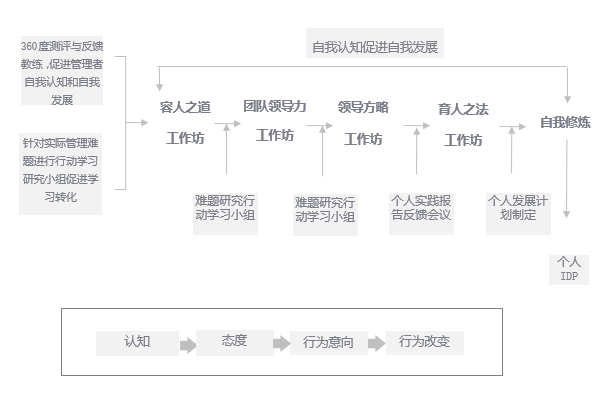 自我认知促进自我发展
360度测评与反馈
教练，促进管理者
自我认知和自我
发展
针对实际管理难
题进行行动学习
研究小组促进学
习转化
容人之道
工作坊
团队领导力
工作坊
领导方略
工作坊
育人之法
工作坊
自我修炼
难题研究行
动学习小组
难题研究行
动学习小组
个人实践报
告反馈会议
个人发展计
划制定
个人
IDP
认知
态度
行为意向
行为改变